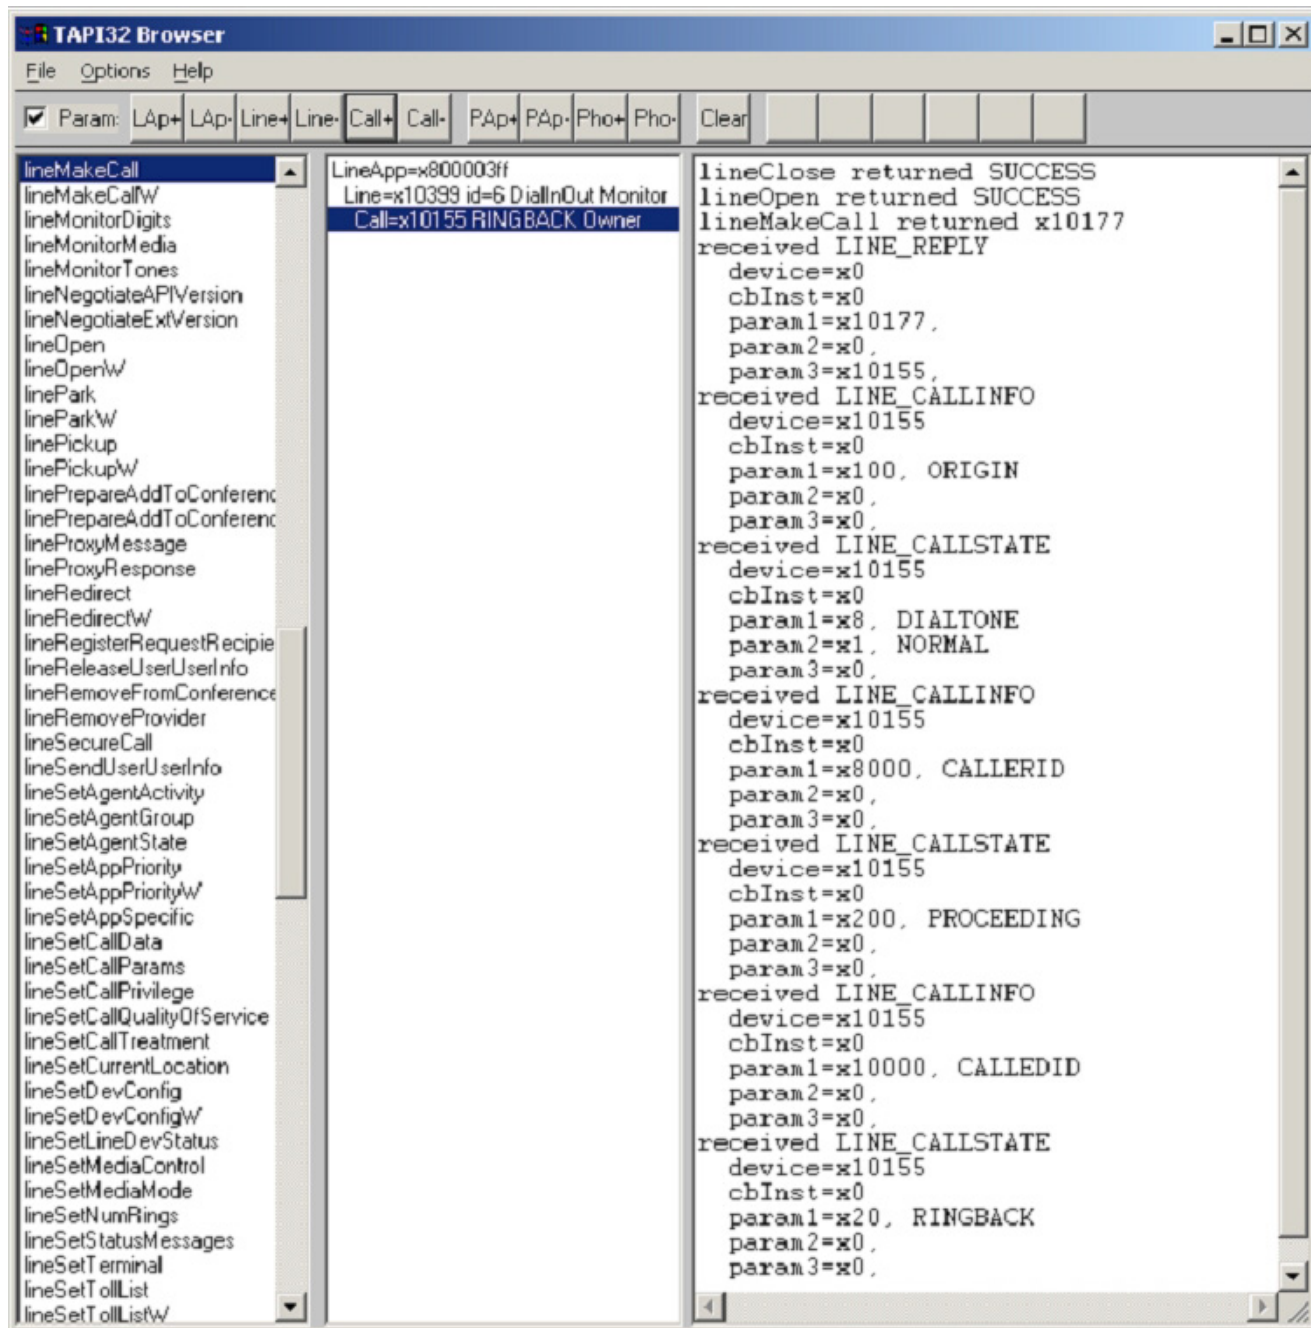 TAPI32 Browser
File Options Help
Param: LAp+ LAp- Line+ Line- Call+ Call- PAp+ PAp- Pho+ Pho- Clear
lineMakeCall
lineMakeCallW
lineMonitorDigits
lineMonitorMedia
lineMonitorTones
lineNegotiateAPIVersion
lineNegotiateExtVersion
lineOpen
lineOpenW
linePark
lineParkW
linePickup
linePickupW
linePrepareAddToConferenc
linePrepareAddToConferenc
lineProxyMessage
lineProxyResponse
lineRedirect
lineRedirectW
lineRegisterRequestRecipie
lineReleaseUserUserInfo
lineRemoveFromConference
lineRemoveProvider
lineSecureCall
lineSendUserUserInfo
lineSetAgentActivity
lineSetAgentGroup
lineSetAgentState
lineSetAppPriority
lineSetAppPriorityW
lineSetAppSpecific
lineSetCallData
lineSetCallParams
lineSetCallPrivilege
lineSetCallQualityOfService
lineSetCallTreatment
lineSetCurrentLocation
lineSetDevConfig
lineSetDevConfigW
lineSetLineDevStatus
lineSetMediaControl
lineSetMediaMode
lineSetNumRings
lineSetStatusMessages
lineSetTerminal
lineSetTollList
lineSetTollListW
LineApp=x800003ff
Line=x10399 id=6 DialInOut Monitor
Call=x10155 RINGBACK Owner
lineClose returned SUCCESS
lineOpen returned SUCCESS
lineMakeCall returned x10177
received LINE_REPLY
device=x0
cbInst=x0
param1=x10177,
param2=x0,
param3=x10155,
received LINE_CALLINFO
device=x10155
cbInst=x0
param1=x100, ORIGIN
param2=x0,
param3=x0,
received LINE_CALLSTATE
device=x10155
cbInst=x0
param1=x8, DIALTONE
param2=x1, NORMAL
param3=x0,
received LINE_CALLINFO
device=x10155
cbInst=x0
param1=x8000, CALLERID
param2=x0,
param3=x0,
received LINE_CALLSTATE
device=x10155
cbInst=x0
param1=x200, PROCEEDING
param2=x0,
param3=x0,
received LINE_CALLINFO
device=x10155
cbInst=x0
param1=x10000, CALLEDID
param2=x0,
param3=x0,
received LINE_CALLSTATE
device=x10155
cbInst=x0
param1=x20, RINGBACK
param2=x0,
param3=x0,